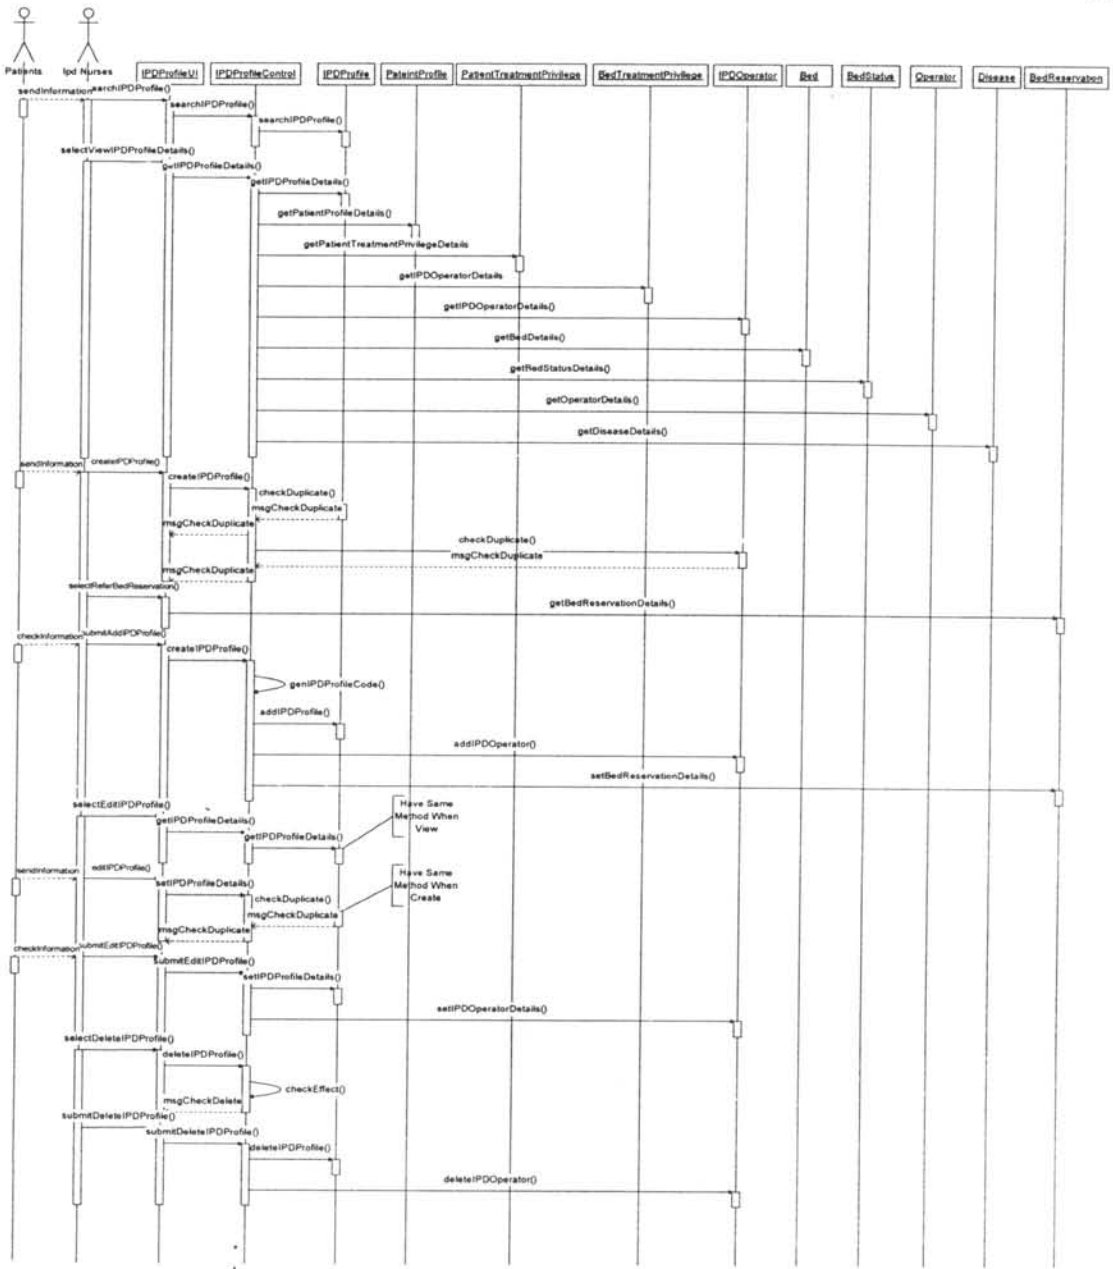 Patients
Ipd Nurses
IPDProfileUI
IPDProfileControl
IPDProfile
PateintProfile
PatientTreatmentPrivilege
BedTreatmentPrivilege
IPDOperator
Bed
BedStatus
Operator
Disease
BedReservation
sendInformation
searchIPDProfile()
searchIPDProfile()
searchIPDProfile()
selectViewIPDProfileDetails()
getIPDProfileDetails()
getIPDProfileDetails()
getPatientProfileDetails()
getPatientTreatmentPrivilegeDetails
getIPDOperatorDetails
getIPDOperatorDetails()
getBedDetails()
getBedStatusDetails()
getOperatorDetails()
getDiseaseDetails()
sendInformation
createIPDProfile()
createIPDProfile()
checkDuplicate()
msgCheckDuplicate
msgCheckDuplicate
checkDuplicate()
msgCheckDuplicate
msgCheckDuplicate
selectReferBedReservation()
getBedReservationDetails()
checkInformation
submitAddIPDProfile()
createIPDProfile()
genIPDProfileCode()
addIPDProfile()
addIPDOperator()
setBedReservationDetails()
selectEditIPDProfile()
getIPDProfileDetails()
getIPDProfileDetails()
Have Same
Method When
View
sendInformation
editIPDProfile()
setIPDProfileDetails()
checkDuplicate()
msgCheckDuplicate
msgCheckDuplicate
Have Same
Method When
Create
checkInformation
submitEditIPDProfile()
submitEditIPDProfile()
setIPDProfileDetails()
setIPDOperatorDetails()
selectDeleteIPDProfile()
deleteIPDProfile()
checkEffect()
msgCheckDelete
submitDeleteIPDProfile()
submitDeleteIPDProfile()
deleteIPDProfile()
deleteIPDOperator()